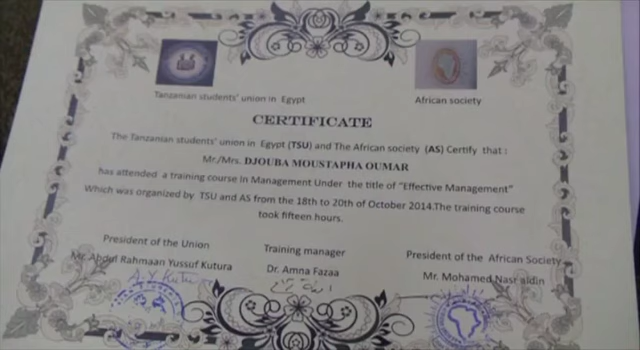 Tanzanian students' union in Egypt
African society
CERTIFICATE
The Tanzanian students'union in Egypt (TSU) and The African society (AS) Certify that :
Mr./Mrs. DJOUBA MOUSTAPHA OUMAR
has attended a training course In Management Under the title of "Effective Management"
Which was organized by TSU and AS from the 18th to 20th of October 2014.The training course
took fifteen hours.
President of the Union
Training manager
President of the African Society
Mr. Abdul Rahmaan Yussuf Kutura
Dr. Amna Fazaa
Mr. Mohamed Nasr aldin
A.Y Kutu